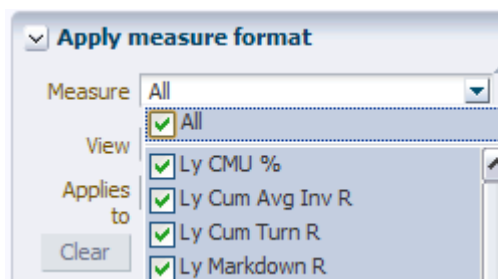 Apply measure format
Measure All
All
View
Ly CMU %
Applies to
Ly Cum Avg Inv R
Ly Cum Turn R
Clear
Ly Markdown R